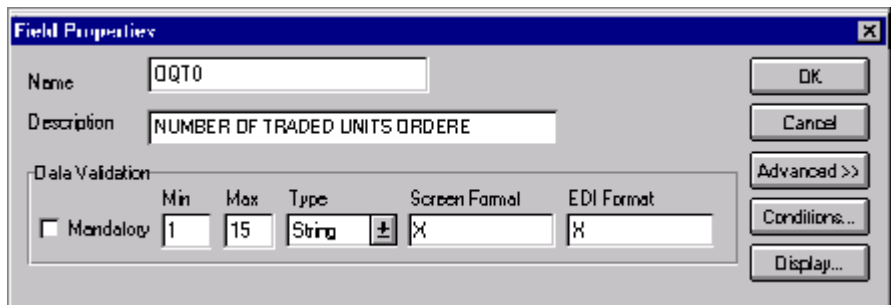 Field Properties
Name OQTO OK
Description NUMBER OF TRADED UNITS ORDERE Cancel
Data Validation Advanced >>
Min Max Type Screen Format EDI Format
Mandatory 1 15 String X X Conditions...
Display...